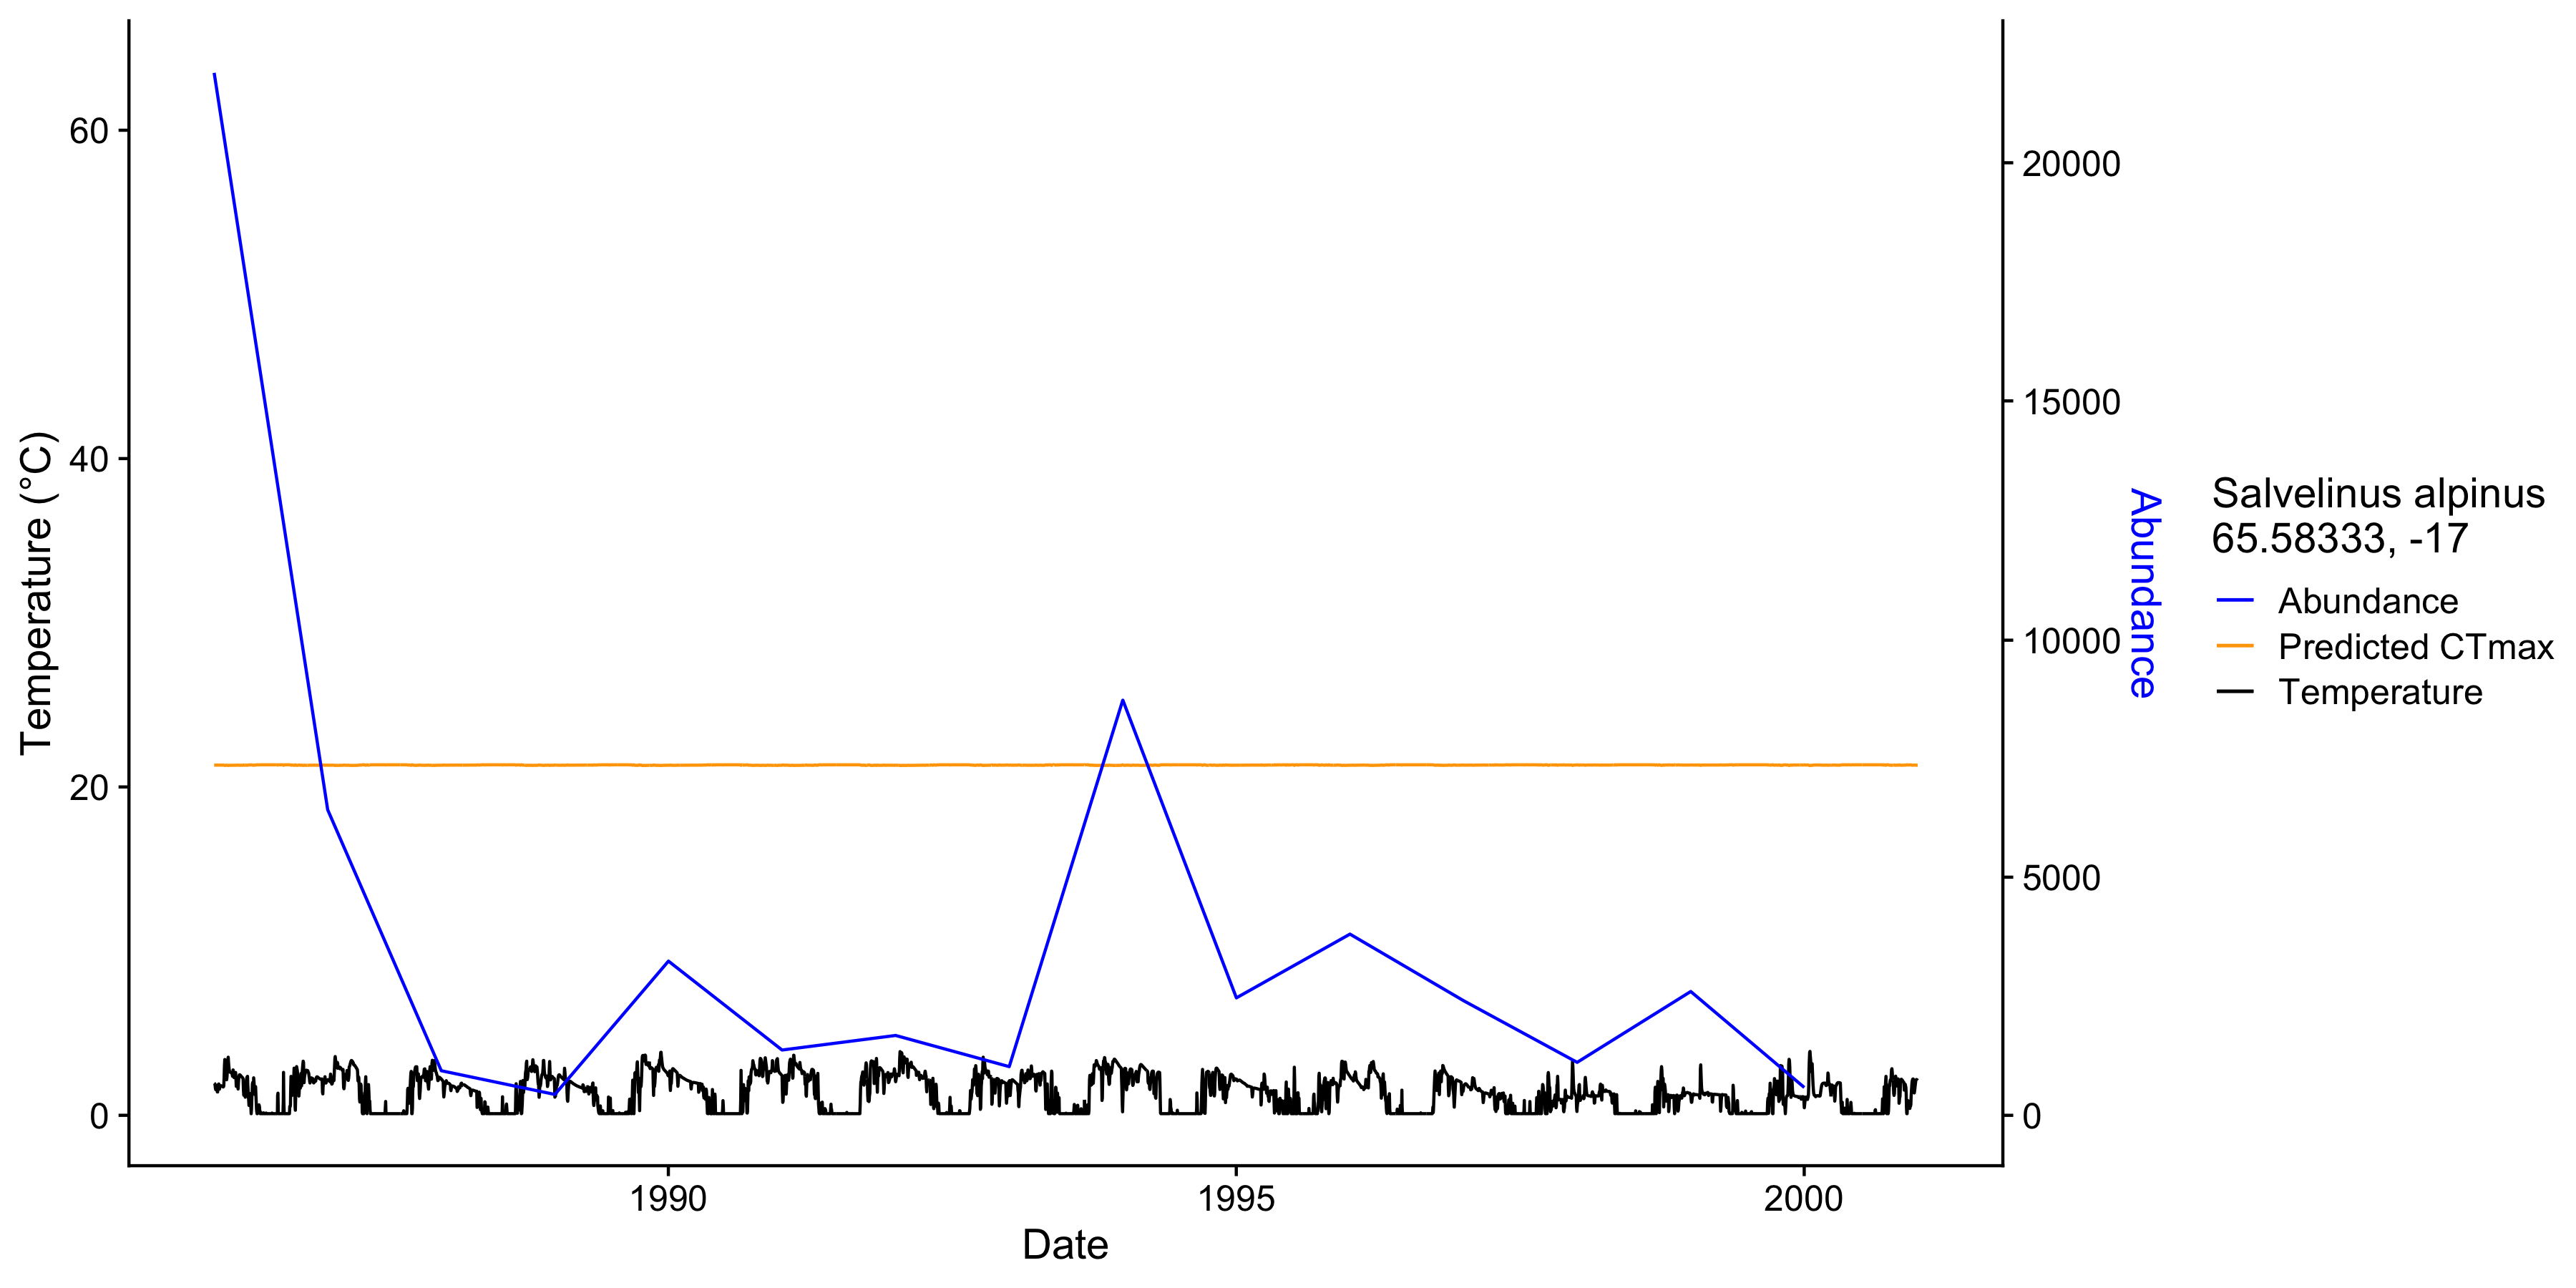 Temperature (°C)
60
40
20
0
1990
1995
2000
Date
20000
15000
10000
5000
0
Abundance
Salvelinus alpinus
65.58333, -17
Abundance
Predicted CTmax
Temperature